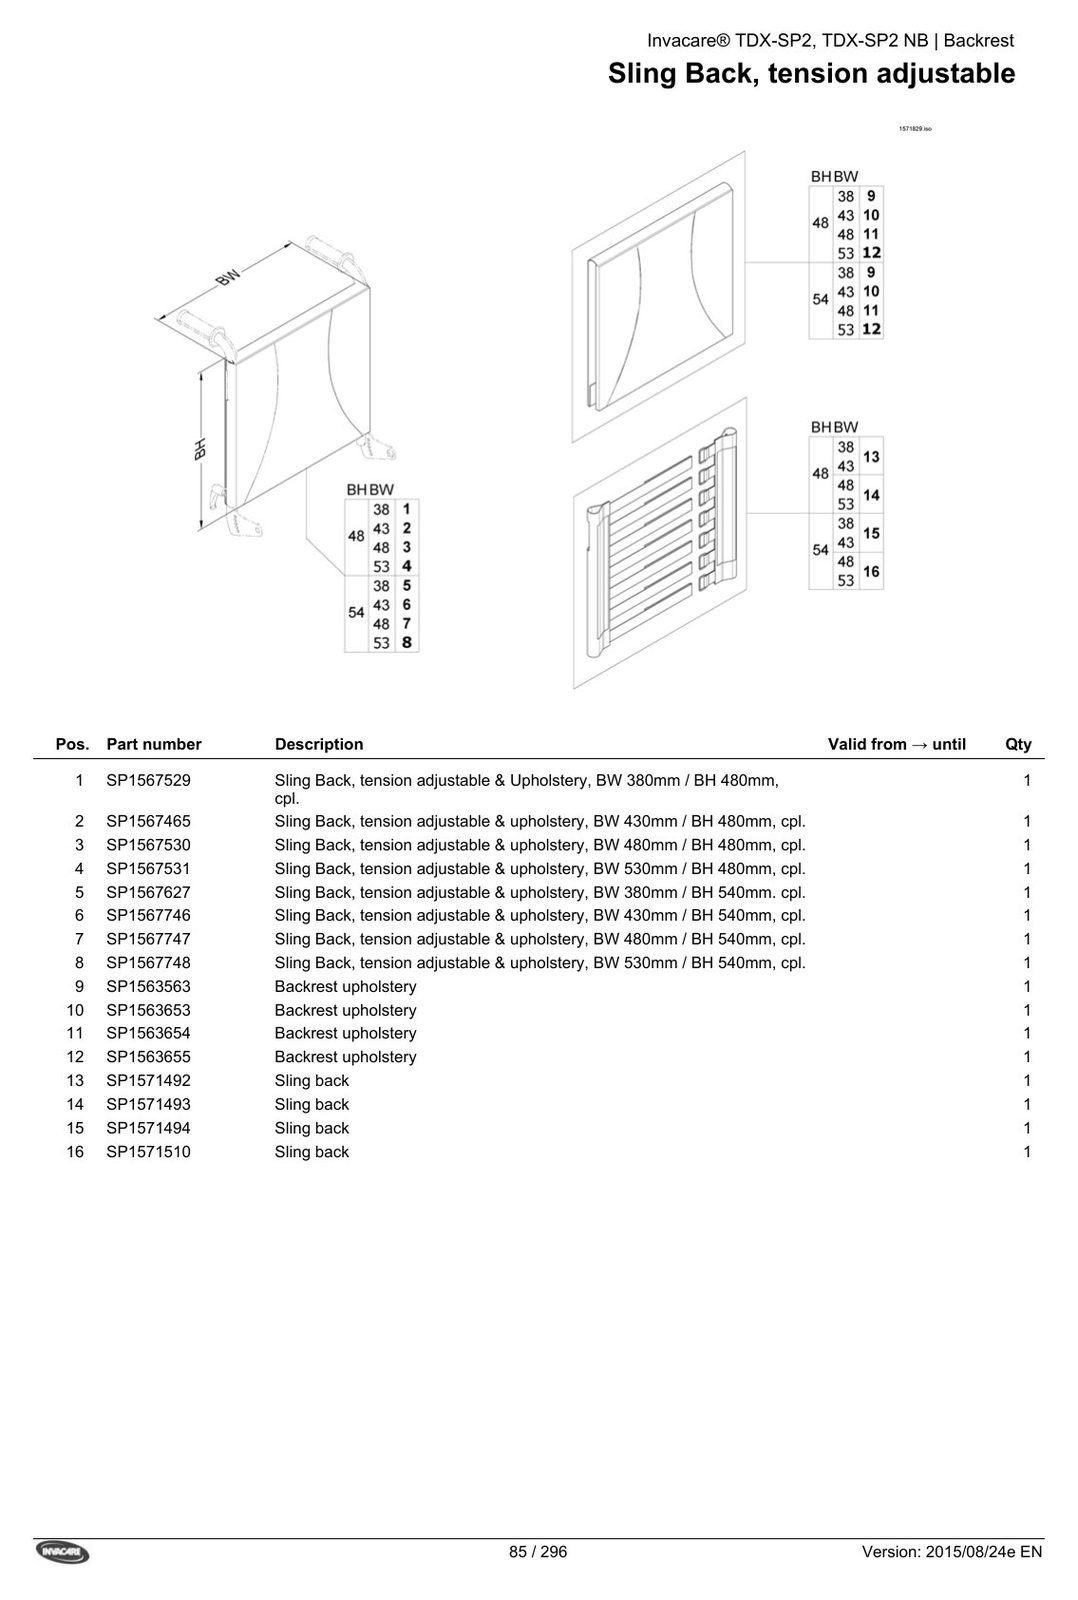 Invacare® TDX-SP2, TDX-SP2 NB | Backrest
Sling Back, tension adjustable
1571829.iso
BW
BH
BH BW
48 38 1
43 2
48 3
53 4
54 38 5
43 6
48 7
53 8
BH BW
48 38 9
43 10
48 11
53 12
54 38 9
43 10
48 11
53 12
BH BW
48 38 13
43
48 14
53
54 38 15
43
48 16
53
Pos. Part number Description Valid from → until Qty
1 SP1567529 Sling Back, tension adjustable & Upholstery, BW 380mm / BH 480mm, 1
cpl.
2 SP1567465 Sling Back, tension adjustable & upholstery, BW 430mm / BH 480mm, cpl. 1
3 SP1567530 Sling Back, tension adjustable & upholstery, BW 480mm / BH 480mm, cpl. 1
4 SP1567531 Sling Back, tension adjustable & upholstery, BW 530mm / BH 480mm, cpl. 1
5 SP1567627 Sling Back, tension adjustable & upholstery, BW 380mm / BH 540mm. cpl. 1
6 SP1567746 Sling Back, tension adjustable & upholstery, BW 430mm / BH 540mm, cpl. 1
7 SP1567747 Sling Back, tension adjustable & upholstery, BW 480mm / BH 540mm, cpl. 1
8 SP1567748 Sling Back, tension adjustable & upholstery, BW 530mm / BH 540mm, cpl. 1
9 SP1563563 Backrest upholstery 1
10 SP1563653 Backrest upholstery 1
11 SP1563654 Backrest upholstery 1
12 SP1563655 Backrest upholstery 1
13 SP1571492 Sling back 1
14 SP1571493 Sling back 1
15 SP1571494 Sling back 1
16 SP1571510 Sling back 1
INVACARE 85 / 296 Version: 2015/08/24e EN